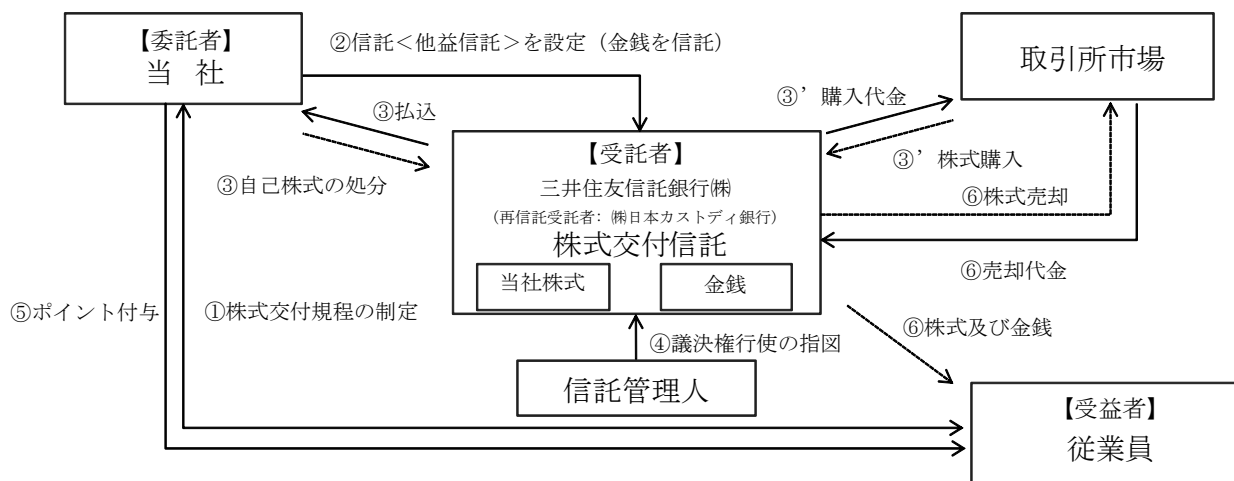 【委託者】
当 社
②信託＜他益信託＞を設定（金銭を信託）
取引所市場
③払込
③’購入代金
【受託者】
③’株式購入
③自己株式の処分
三井住友信託銀行㈱
(再信託受託者：㈱日本カストディ銀行)
⑥株式売却
株式交付信託
当社株式
金銭
⑥売却代金
⑤ポイント付与
①株式交付規程の制定
⑥株式及び金銭
④議決権行使の指図
信託管理人
【受益者】
従業員